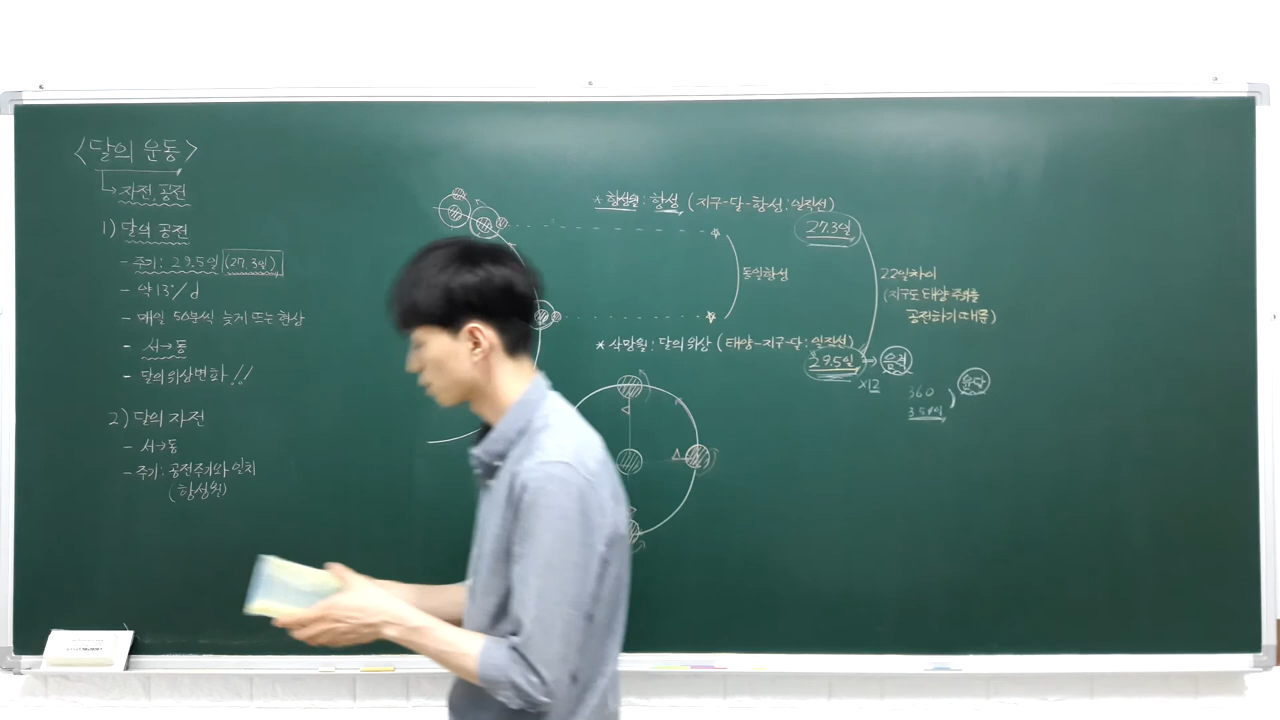 <달의 운동>
자전, 공전
1) 달의 공전
- 주기: 29.5일 (27.3일)
- 약 13°/d
- 매일 50분씩 늦게 뜨는 현상
- 서→동
- 달의 위상변화!!
2) 달의 자전
- 서→동
- 주기: 공전주기와 일치
(항성월)
* 항성월: 항성 (지구-달-항성: 일직선)
27.3일
동일항성
2.2일차이
(지구도 태양 주위를
공전하기 때문)
* 삭망월: 달의 위상 (태양-지구-달: 일직선)
29.5일 → 음력
×12
360
354일
윤달